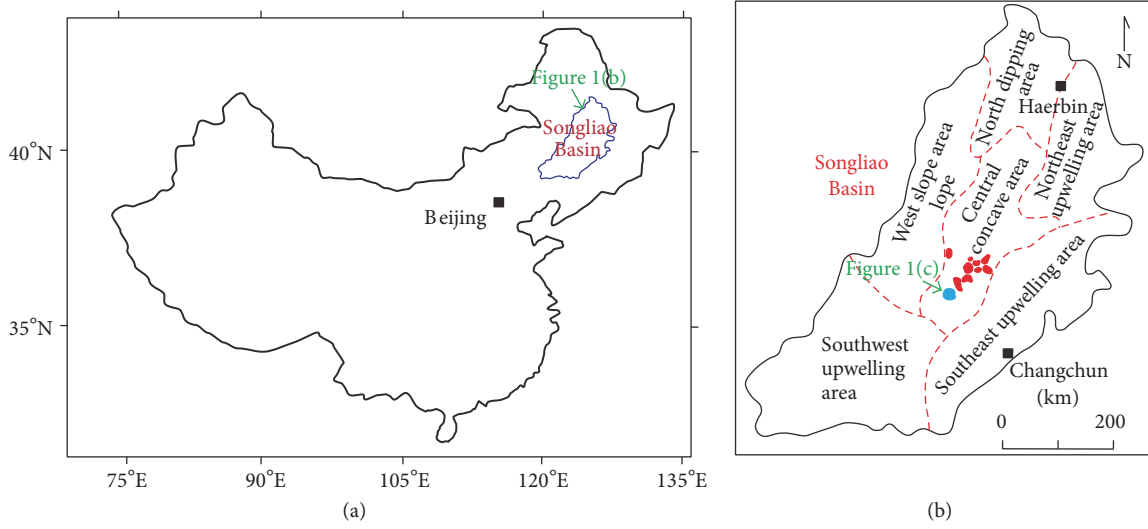 Figure 1(b)
Songliao
Basin
40°N
Beijing
35°N
75°E
90°E
105°E
120°E
135°E
(a)
N
North dipping
area
Haerbin
Northeast
upwelling area
West slope area
lope
Central
concave area
Songliao
Basin
Figure 1(c)
Southeast upwelling area
Southwest
upwelling
area
Changchun
(km)
0
200
(b)